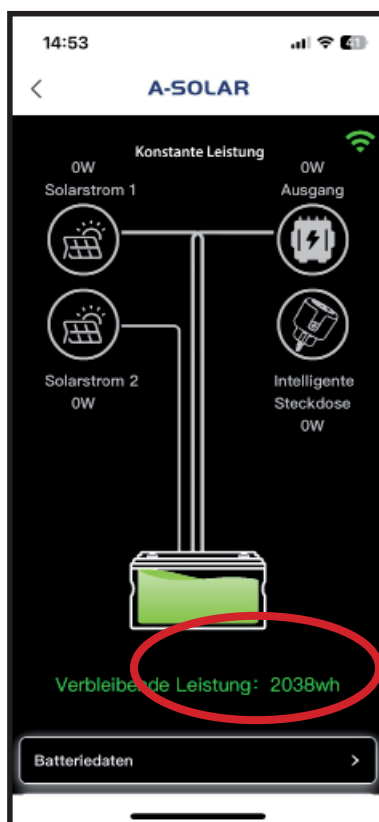 14:53
41
A-SOLAR
Konstante Leistung
0W
Solarstrom 1
0W
Ausgang
Solarstrom 2
0W
Intelligente
Steckdose
0W
Verbleibende Leistung: 2038wh
Batteriedaten